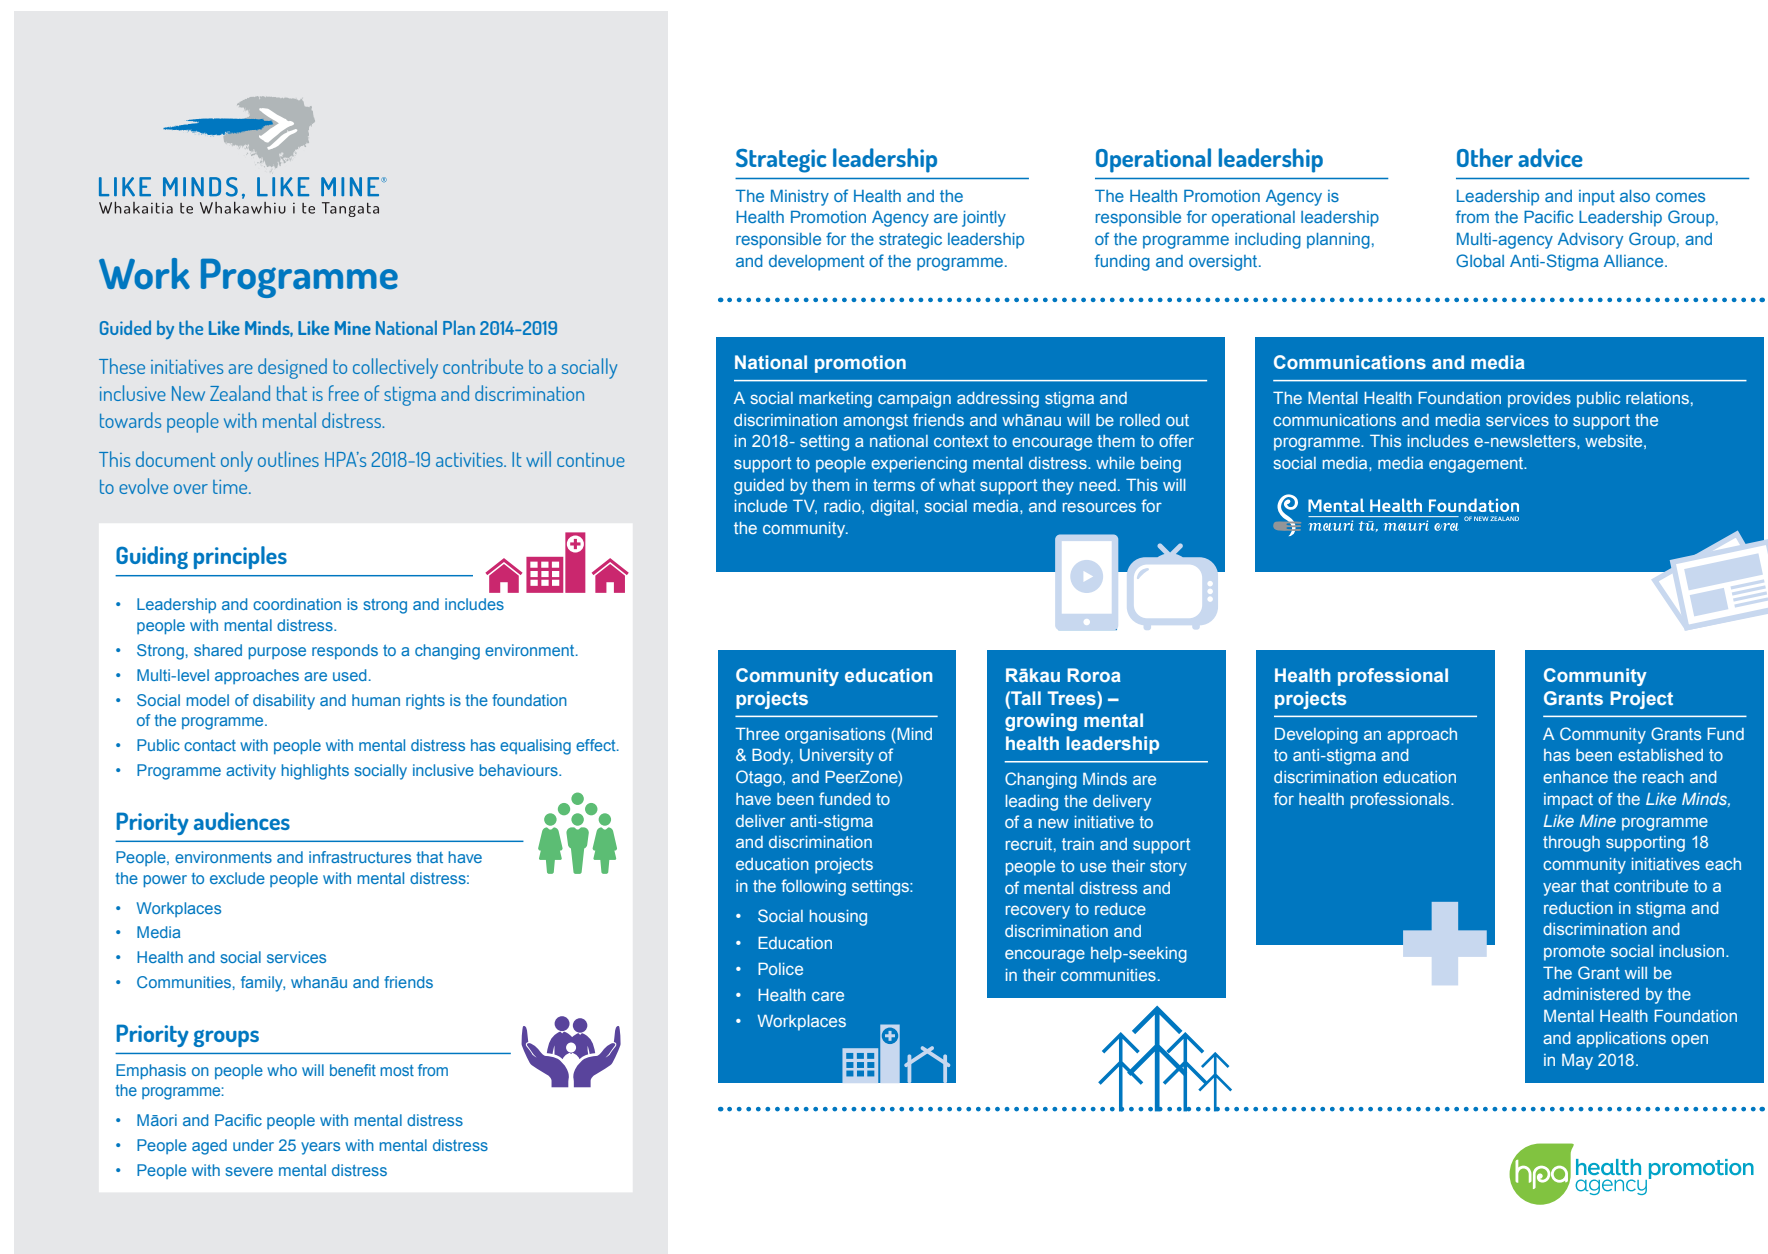 LIKE MINDS, LIKE MINE®
Whakaitia te Whakawhiu i te Tangata
Work Programme
Guided by the Like Minds, Like Mine National Plan 2014-2019
These initiatives are designed to collectively contribute to a socially
inclusive New Zealand that is free of stigma and discrimination
towards people with mental distress.
This document only outlines HPA's 2018-19 activities. It will continue
to evolve over time.
Guiding principles
• Leadership and coordination is strong and includes
people with mental distress.
• Strong, shared purpose responds to a changing environment.
• Multi-level approaches are used.
• Social model of disability and human rights is the foundation
of the programme.
• Public contact with people with mental distress has equalising effect.
• Programme activity highlights socially inclusive behaviours.
Priority audiences
People, environments and infrastructures that have
the power to exclude people with mental distress:
• Workplaces
• Media
• Health and social services
• Communities, family, whanāu and friends
Priority groups
Emphasis on people who will benefit most from
the programme:
• Māori and Pacific people with mental distress
• People aged under 25 years with mental distress
• People with severe mental distress
Strategic leadership
The Ministry of Health and the
Health Promotion Agency are jointly
responsible for the strategic leadership
and development of the programme.
Operational leadership
The Health Promotion Agency is
responsible for operational leadership
of the programme including planning,
funding and oversight.
Other advice
Leadership and input also comes
from the Pacific Leadership Group,
Multi-agency Advisory Group, and
Global Anti-Stigma Alliance.
National promotion
A social marketing campaign addressing stigma and
discrimination amongst friends and whānau will be rolled out
in 2018- setting a national context to encourage them to offer
support to people experiencing mental distress. while being
guided by them in terms of what support they need. This will
include TV, radio, digital, social media, and resources for
the community.
Communications and media
The Mental Health Foundation provides public relations,
communications and media services to support the
programme. This includes e-newsletters, website,
social media, media engagement.
Mental Health Foundation
OF NEW ZEALAND
mauri tū, mauri ora
Community education
projects
Three organisations (Mind
& Body, University of
Otago, and PeerZone)
have been funded to
deliver anti-stigma
and discrimination
education projects
in the following settings:
• Social housing
• Education
• Police
• Health care
• Workplaces
Rākau Roroa
(Tall Trees) –
growing mental
health leadership
Changing Minds are
leading the delivery
of a new initiative to
recruit, train and support
people to use their story
of mental distress and
recovery to reduce
discrimination and
encourage help-seeking
in their communities.
Health professional
projects
Developing an approach
to anti-stigma and
discrimination education
for health professionals.
Community
Grants Project
A Community Grants Fund
has been established to
enhance the reach and
impact of the Like Minds,
Like Mine programme
through supporting 18
community initiatives each
year that contribute to a
reduction in stigma and
discrimination and
promote social inclusion.
The Grant will be
administered by the
Mental Health Foundation
and applications open
in May 2018.
hpa
health promotion
agency